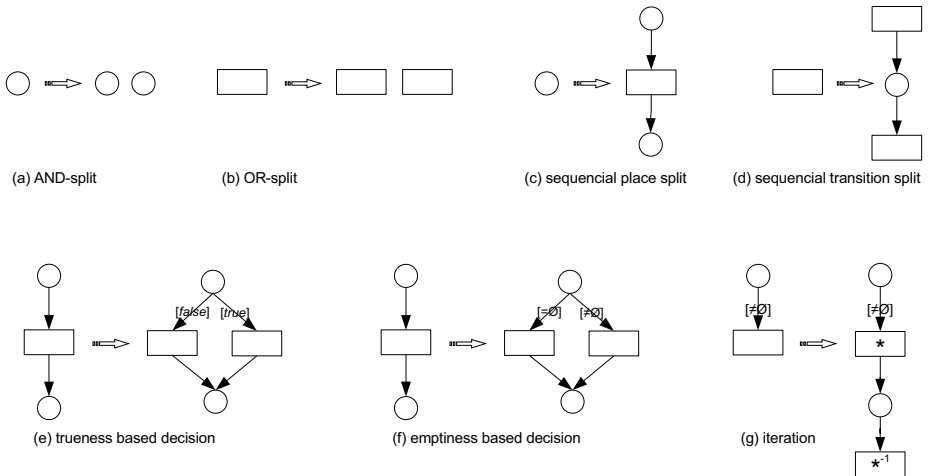 (a) AND-split
(b) OR-split
(c) sequencial place split
(d) sequencial transition split
[false] [true]
[=Ø] [≠Ø]
[≠Ø]
[≠Ø]
*
*-1
(e) trueness based decision
(f) emptiness based decision
(g) iteration